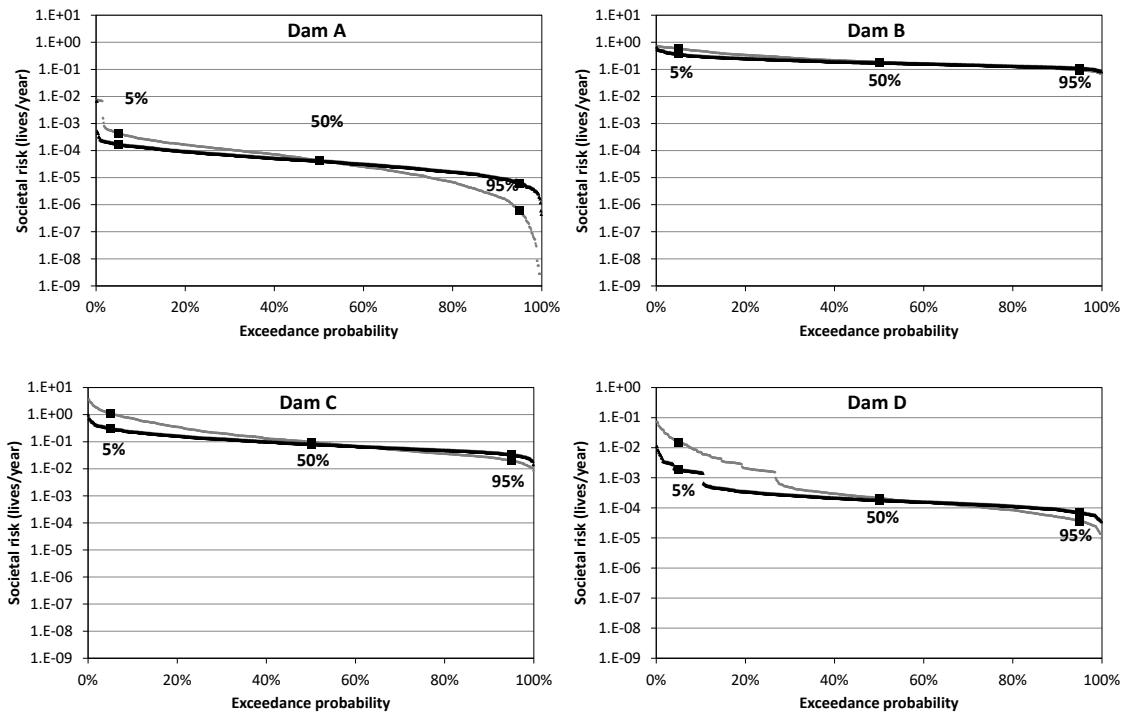 Dam A
Societal risk (lives/year)
1.E+01
1.E+00
1.E-01
1.E-02
1.E-03
1.E-04
1.E-05
1.E-06
1.E-07
1.E-08
1.E-09
5%
50%
95%
0% 20% 40% 60% 80% 100%
Exceedance probability
Dam B
Societal risk (lives/year)
1.E+01
1.E+00
1.E-01
1.E-02
1.E-03
1.E-04
1.E-05
1.E-06
1.E-07
1.E-08
1.E-09
5%
50%
95%
0% 20% 40% 60% 80% 100%
Exceedance probability
Dam C
Societal risk (lives/year)
1.E+01
1.E+00
1.E-01
1.E-02
1.E-03
1.E-04
1.E-05
1.E-06
1.E-07
1.E-08
1.E-09
5%
50%
95%
0% 20% 40% 60% 80% 100%
Exceedance probability
Dam D
Societal risk (lives/year)
1.E+00
1.E-01
1.E-02
1.E-03
1.E-04
1.E-05
1.E-06
1.E-07
1.E-08
1.E-09
5%
50%
95%
0% 20% 40% 60% 80% 100%
Exceedance probability